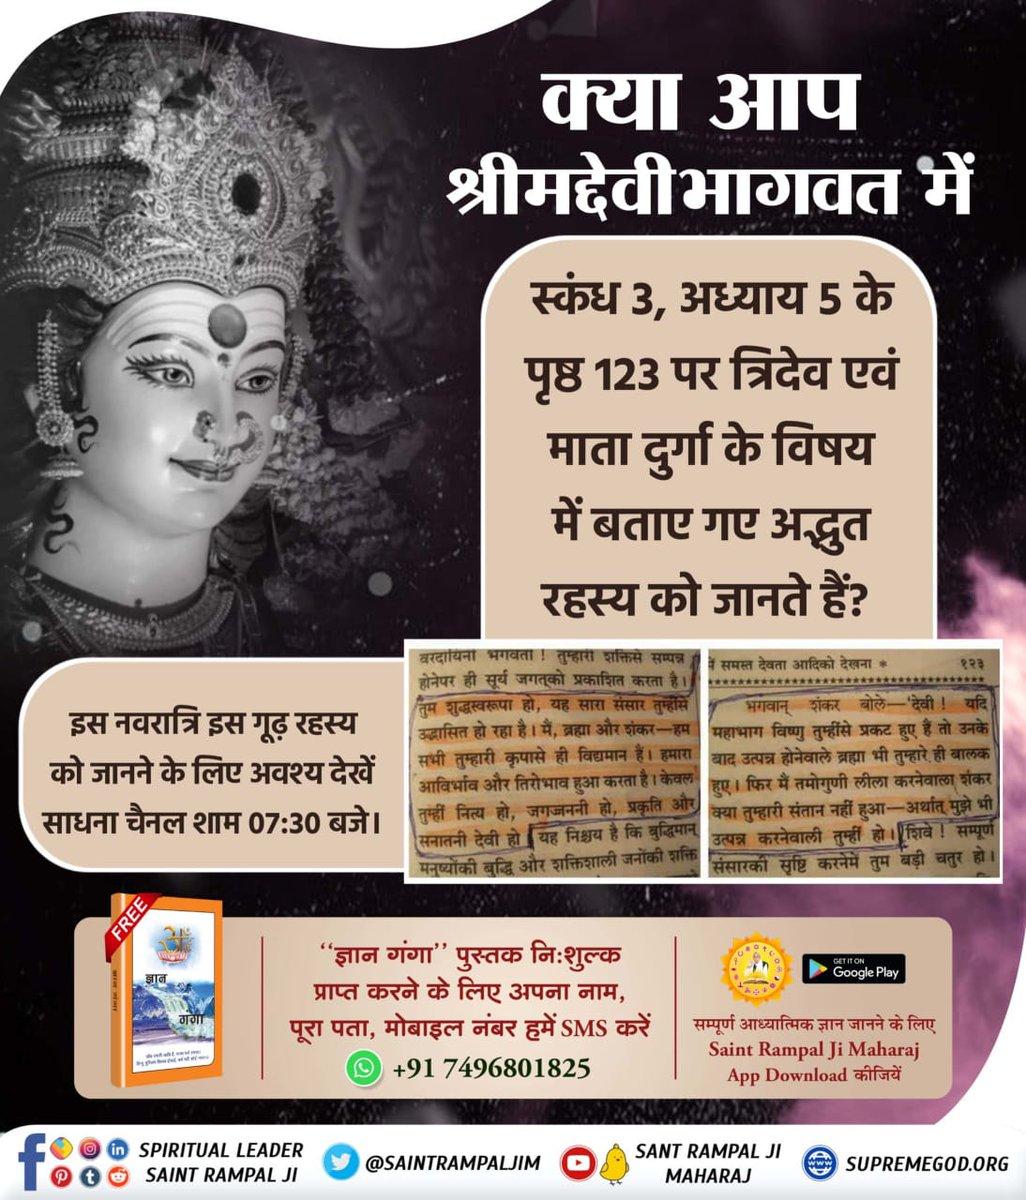 क्या आप
श्रीमद्देवीभागवत में
स्कंध 3, अध्याय 5 के
पृष्ठ 123 पर त्रिदेव एवं
माता दुर्गा के विषय
में बताए गए अद्भुत
रहस्य को जानते हैं?
इस नवरात्रि इस गूढ़ रहस्य
को जानने के लिए अवश्य देखें
साधना चैनल शाम 07:30 बजे।
वरदायिनी भगवती ! तुम्हारी शक्तिसे सम्पन्न
होनेपर ही सूर्य जगत्को प्रकाशित करता है।
तुम शुद्धस्वरूपा हो, यह सारा संसार तुम्हींसे
उद्भासित हो रहा है। मैं, ब्रह्मा और शंकर—हम
सभी तुम्हारी कृपासे ही विद्यमान हैं। हमारा
आविर्भाव और तिरोभाव हुआ करता है। केवल
तुम्हीं नित्य हो, जगज्जननी हो, प्रकृति और
सनातनी देवी हो। यह निश्चय है कि बुद्धिमान्
मनुष्योंकी बुद्धि और शक्तिशाली जनोंकी शक्ति
समस्त देवता आदिको देखना * १२३
भगवान् शंकर बोले—'देवी ! यदि
महाभाग विष्णु तुम्हींसे प्रकट हुए हैं तो उनके
बाद उत्पन्न होनेवाले ब्रह्मा भी तुम्हारे ही बालक
हुए। फिर मैं तमोगुणी लीला करनेवाला शंकर
क्या तुम्हारी संतान नहीं हुआ—अर्थात् मुझे भी
उत्पन्न करनेवाली तुम्हीं हो। शिवे ! सम्पूर्ण
संसारकी सृष्टि करनेमें तुम बड़ी चतुर हो।
FREE
ज्ञान
गंगा
"ज्ञान गंगा" पुस्तक नि:शुल्क
प्राप्त करने के लिए अपना नाम,
पूरा पता, मोबाइल नंबर हमें SMS करें
+91 7496801825
GET IT ON
Google Play
सम्पूर्ण आध्यात्मिक ज्ञान जानने के लिए
Saint Rampal Ji Maharaj
App Download कीजियें
SPIRITUAL LEADER
SAINT RAMPAL JI
@SAINTRAMPALJIM
SANT RAMPAL JI
MAHARAJ
SUPREMEGOD.ORG